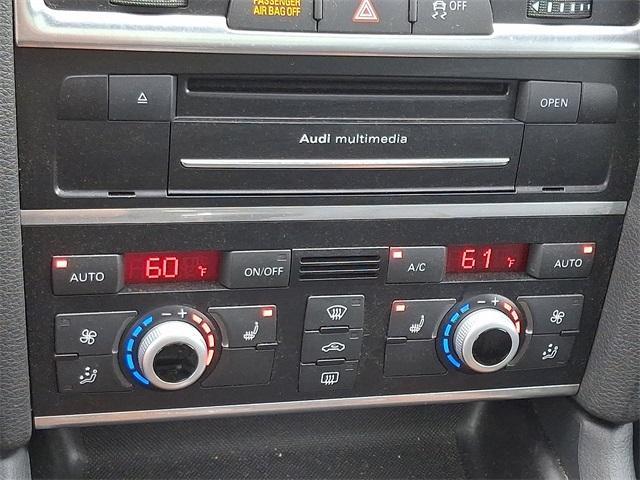 PASSENGER
AIR BAG OFF
OFF
OPEN
Audi multimedia
60 °F
61 °F
AUTO
ON/OFF
A/C
AUTO
- +
- +